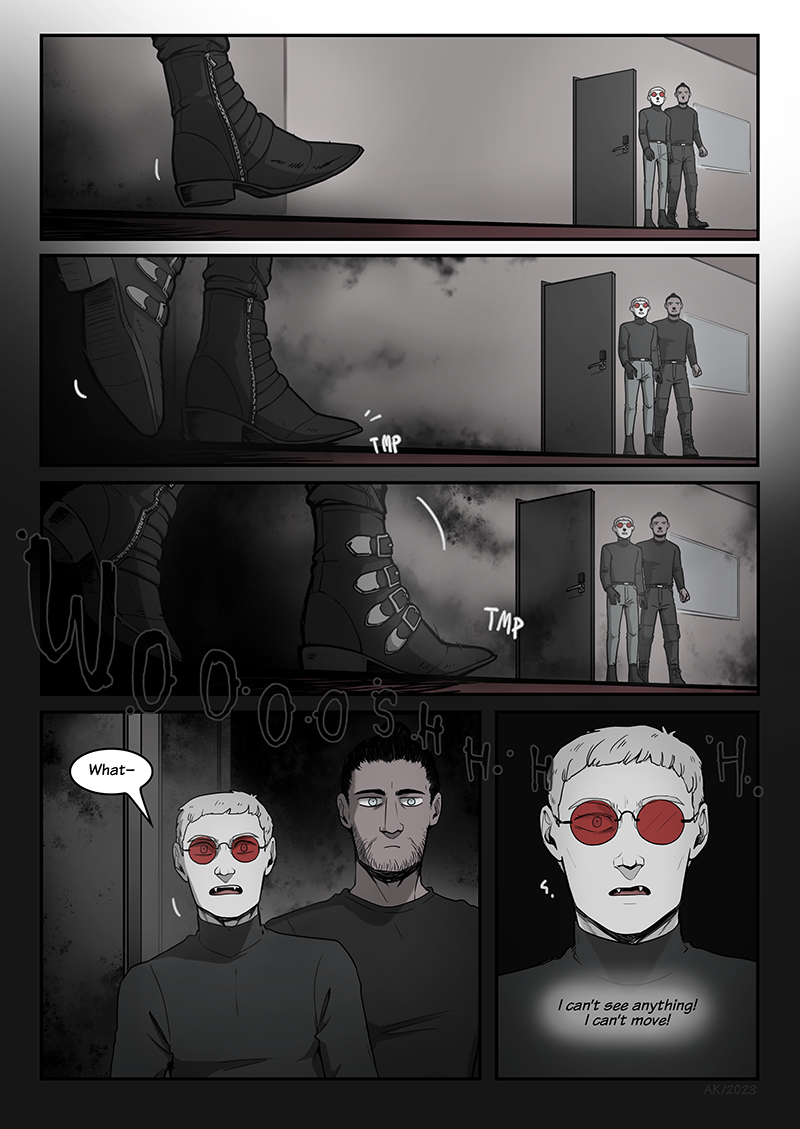 TMP
TMP
WOOOOSHHHH.
What–
I can't see anything!
I can't move!
AK/2023